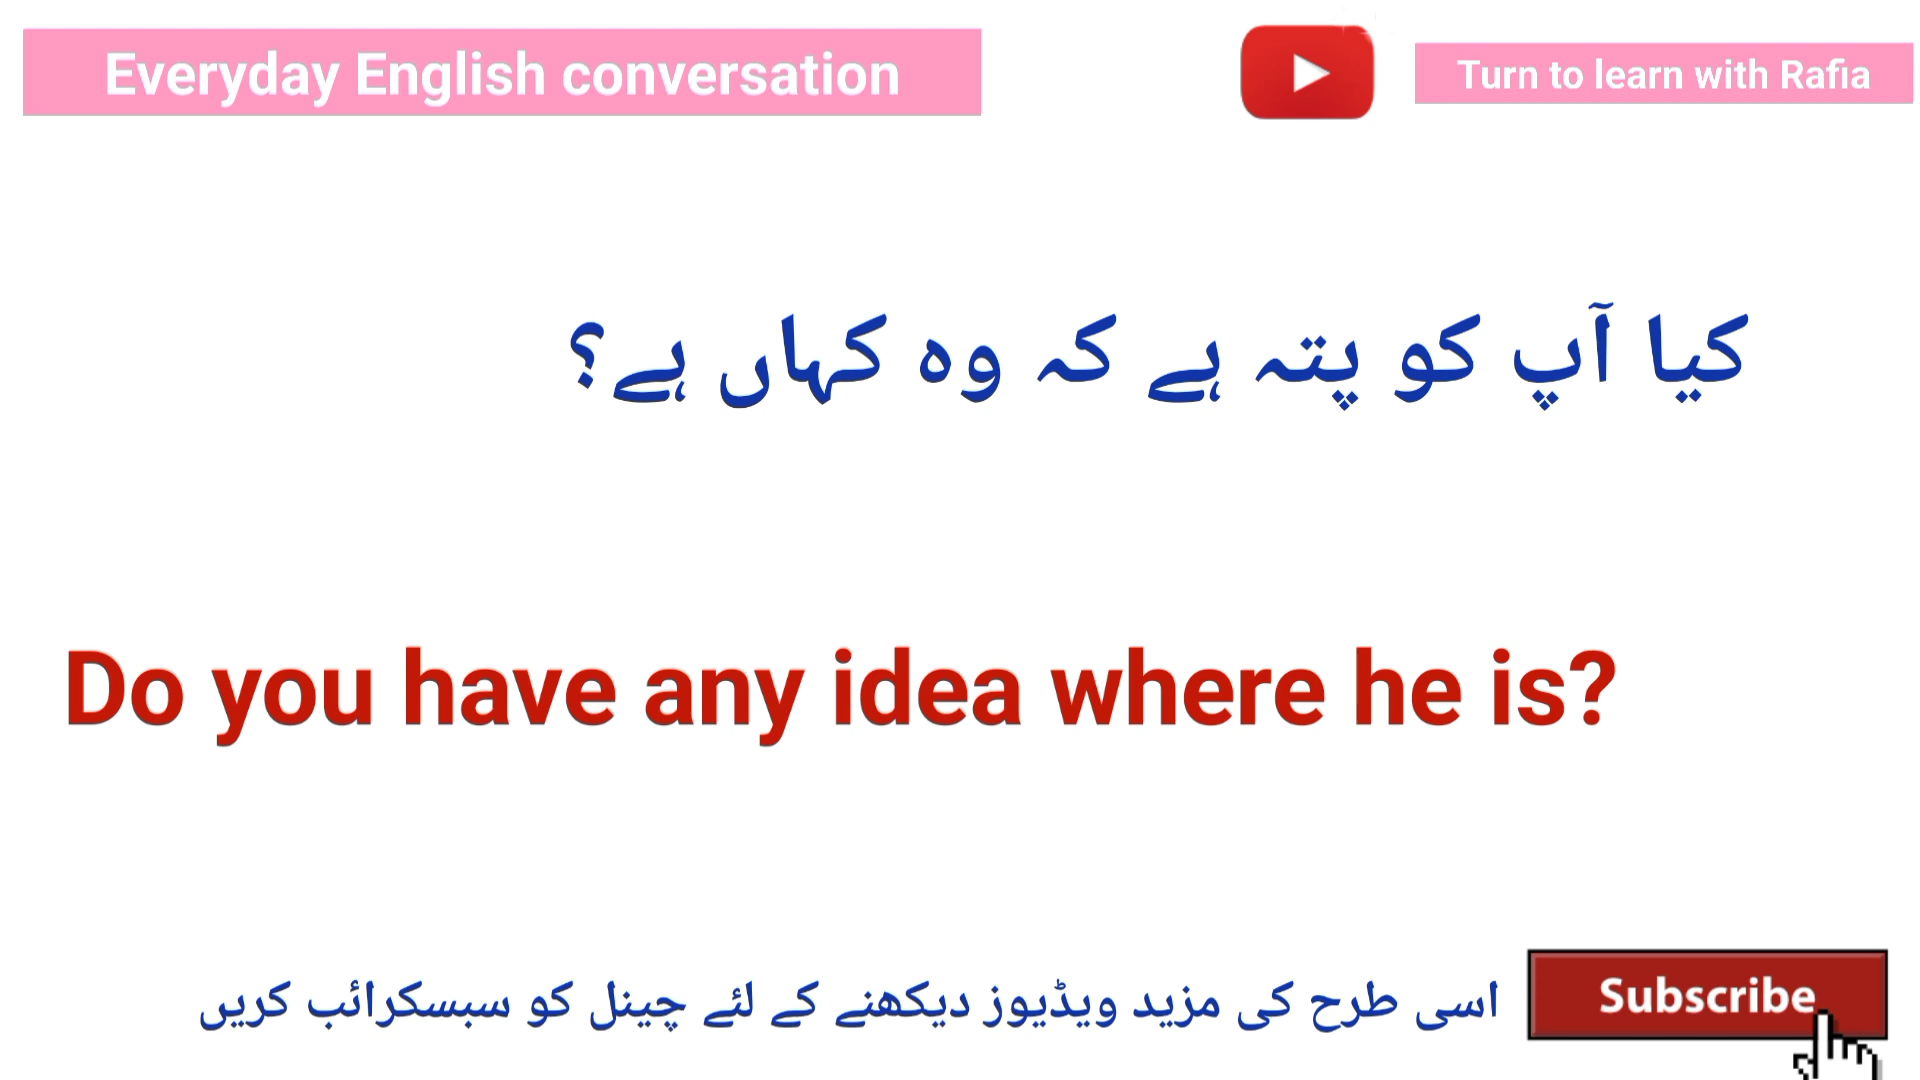 Everyday English conversation
Turn to learn with Rafia
کیا آپ کو پتہ ہے کہ وہ کہاں ہے؟
Do you have any idea where he is?
اسی طرح کی مزید ویڈیوز دیکھنے کے لئے چینل کو سبسکرائب کریں
Subscribe